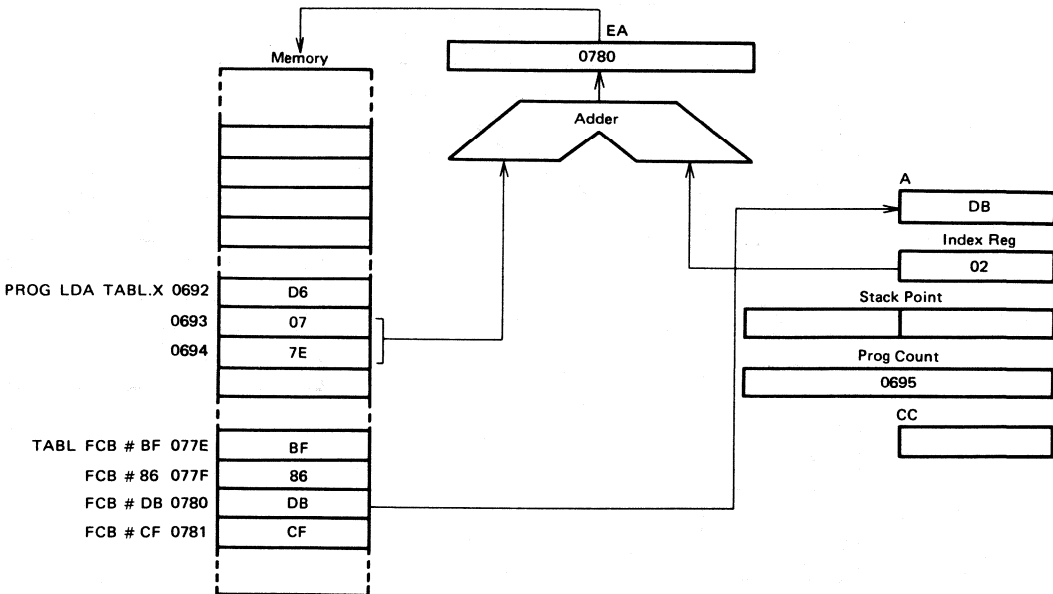 EA
0780
Memory
Adder
A
DB
Index Reg
02
Stack Point
Prog Count
0695
CC
PROG LDA TABL.X 0692 D6
0693 07
0694 7E
TABL FCB # BF 077E BF
FCB # 86 077F 86
FCB # DB 0780 DB
FCB # CF 0781 CF